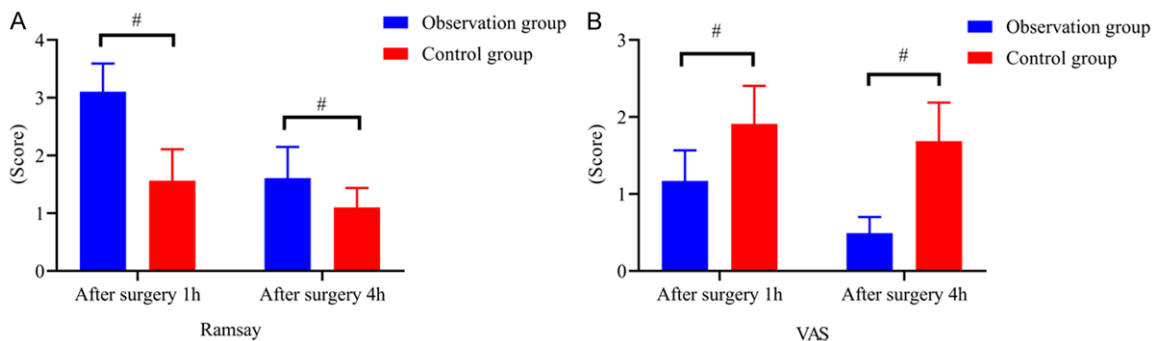 A
Observation group
Control group
#
#
(Score)
4
3
2
1
0
After surgery 1h
After surgery 4h
Ramsay
B
Observation group
Control group
#
#
(Score)
3
2
1
0
After surgery 1h
After surgery 4h
VAS